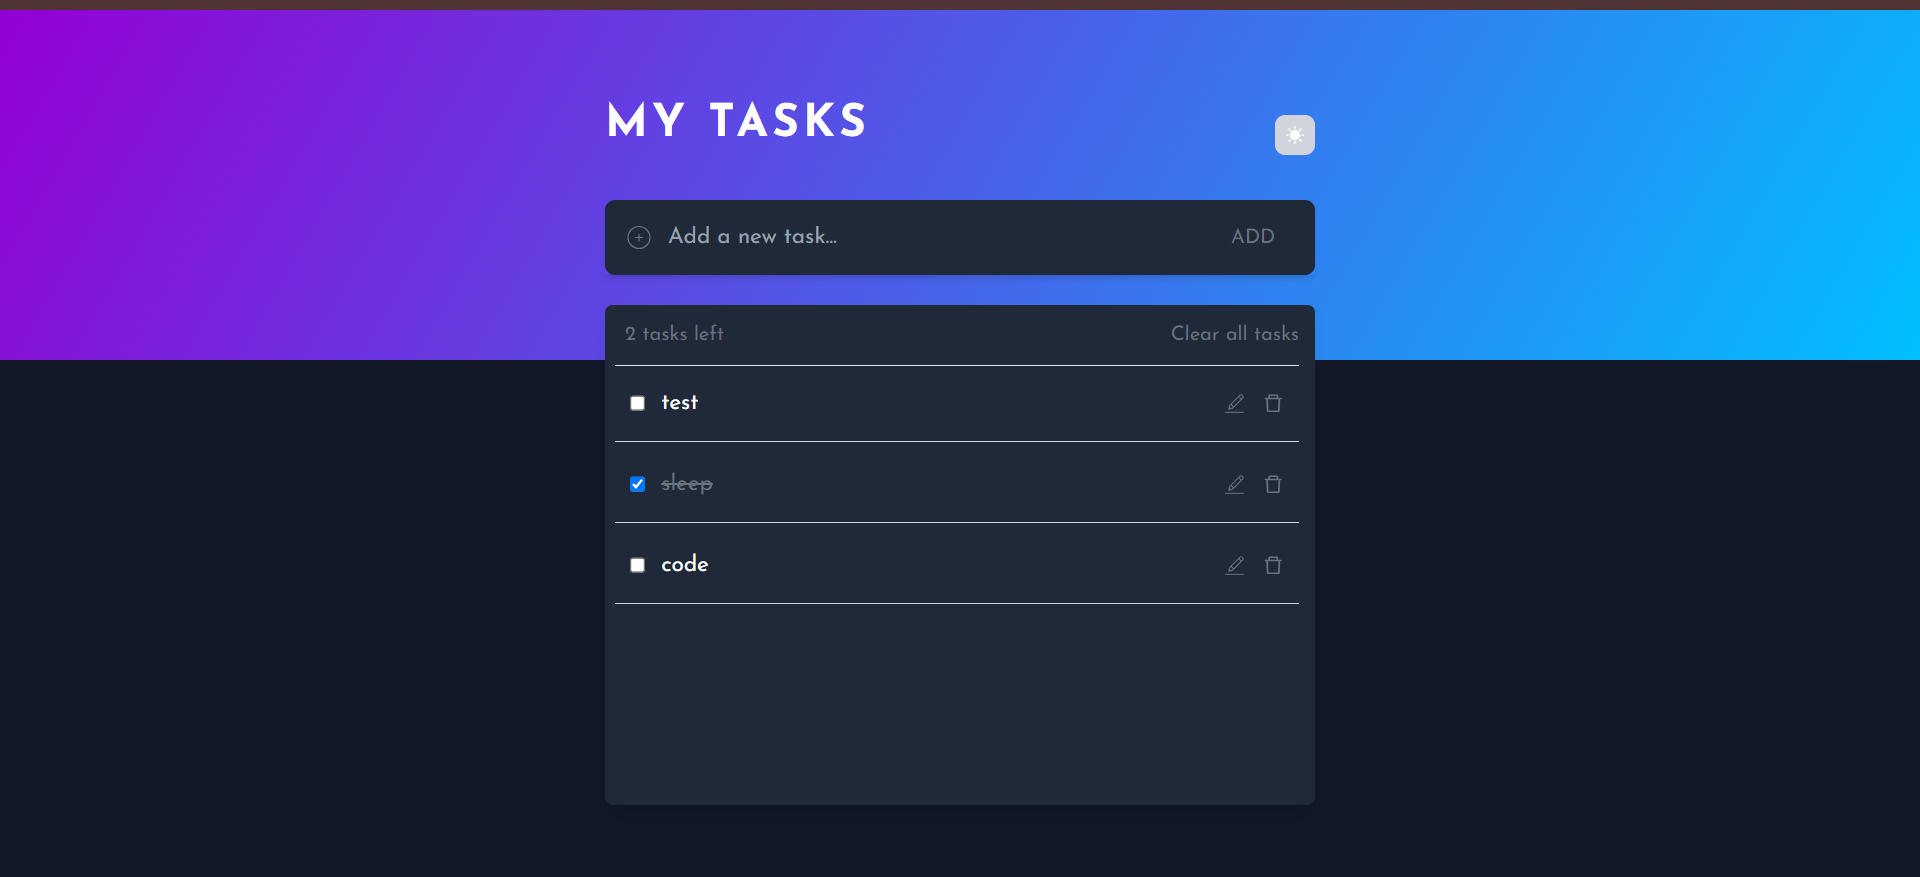 MY TASKS
Add a new task...
ADD
2 tasks left
Clear all tasks
test
sleep
code